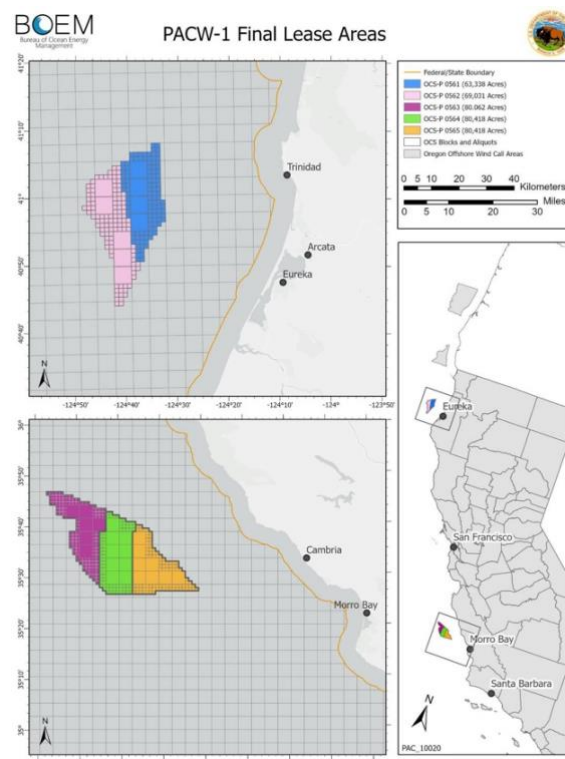 BOEM
Bureau of Ocean Energy
Management
PACW-1 Final Lease Areas
41°20'
41°10'
41°
40°50'
40°40'
Trinidad
Arcata
Eureka
N
-124°50'
-124°40'
-124°30'
-124°20'
-124°10'
-123°50'
Federal/State Boundary
OCS-P 0561 (63,338 Acres)
OCS-P 0562 (69,031 Acres)
OCS-P 0563 (80.062 Acres)
OCS-P 0564 (80,418 Acres)
OCS-P 0565 (80,418 Acres)
OCS Blocks and Aliquots
Oregon Offshore Wind Call Areas
0 5 10 20 30 40
Kilometers
Miles
0 5 10 20 30
36°
35°50'
35°40'
35°30'
35°20'
35°10'
35°
Cambria
Morro Bay
N
Eureka
San Francisco
Morro Bay
Santa Barbara
N
PAC_10020